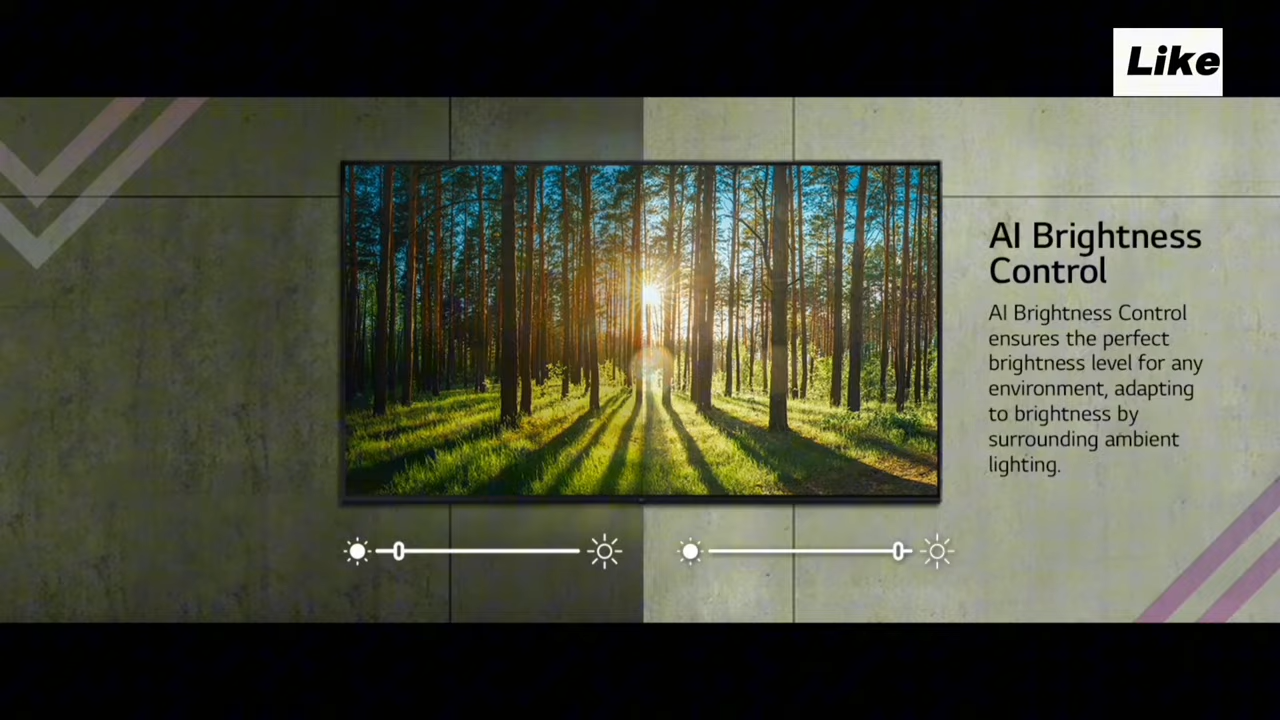 Like
AI Brightness
Control
AI Brightness Control
ensures the perfect
brightness level for any
environment, adapting
to brightness by
surrounding ambient
lighting.